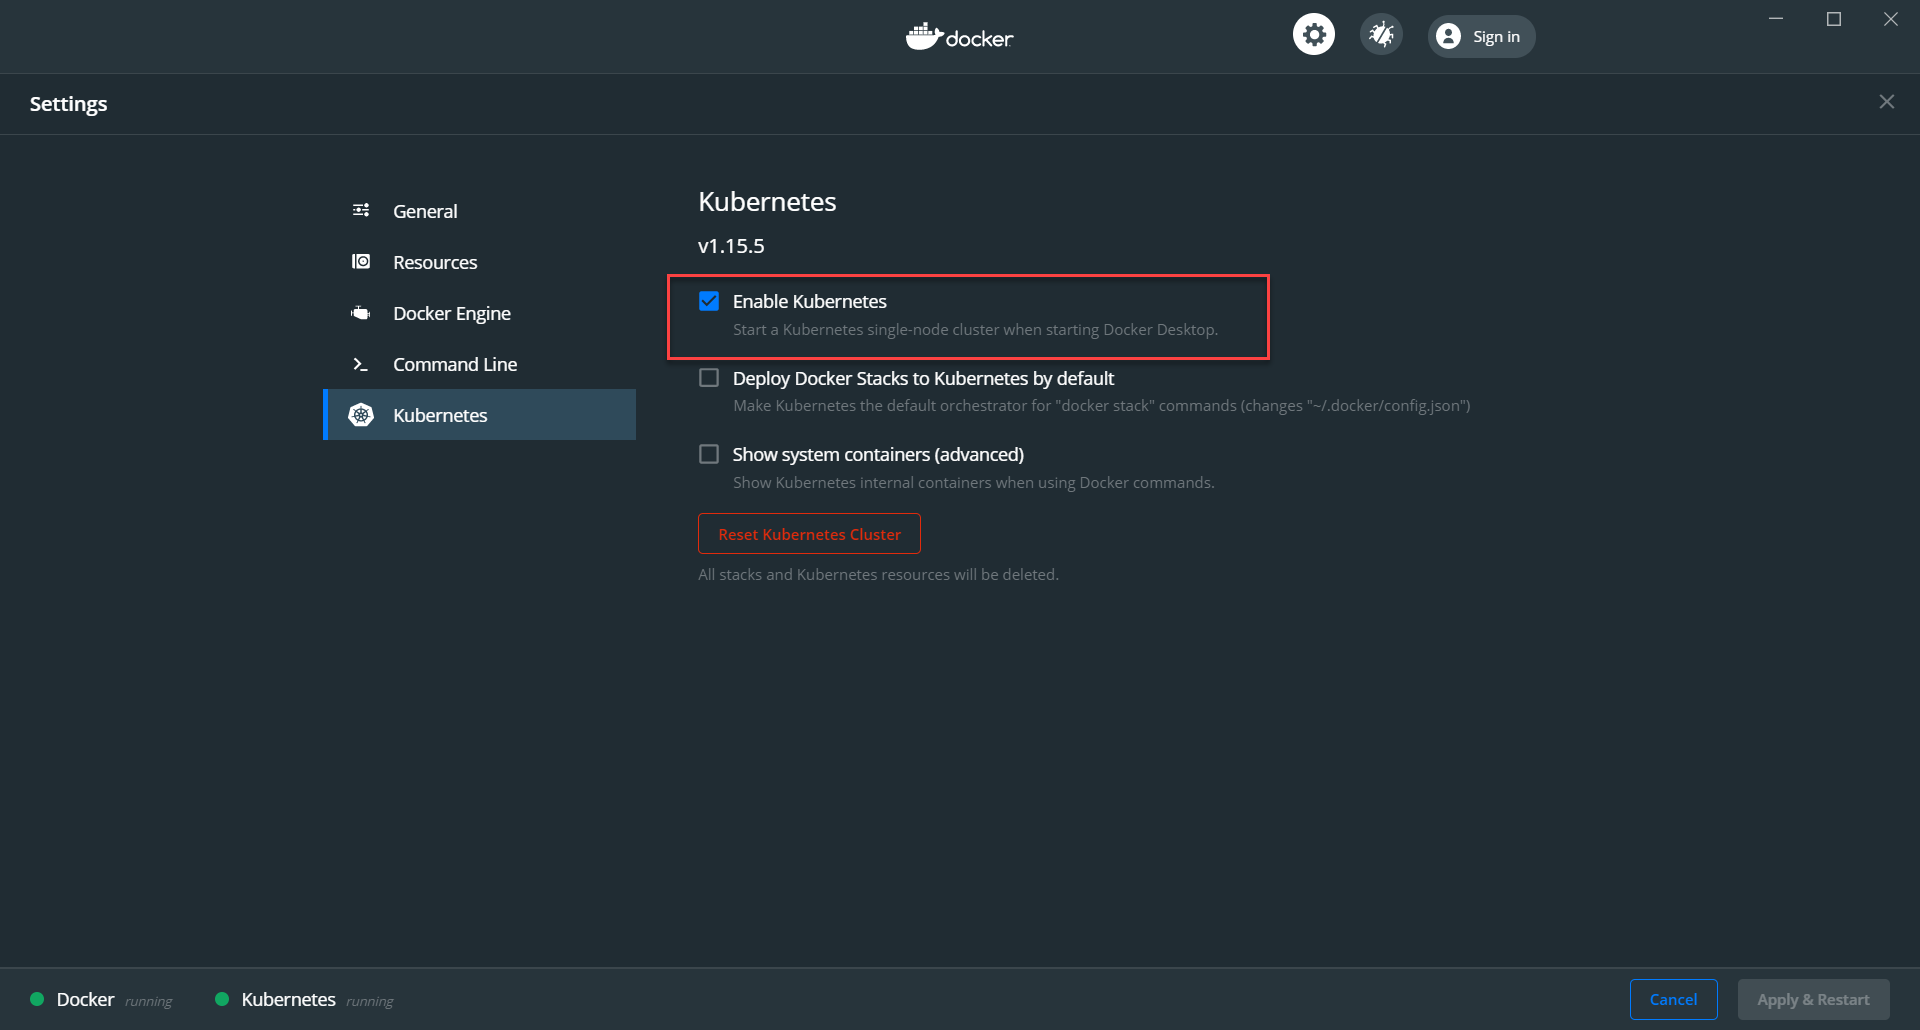 docker
Sign in
Settings
General
Resources
Docker Engine
Command Line
Kubernetes
Kubernetes
v1.15.5
Enable Kubernetes
Start a Kubernetes single-node cluster when starting Docker Desktop.
Deploy Docker Stacks to Kubernetes by default
Make Kubernetes the default orchestrator for "docker stack" commands (changes "~/.docker/config.json")
Show system containers (advanced)
Show Kubernetes internal containers when using Docker commands.
Reset Kubernetes Cluster
All stacks and Kubernetes resources will be deleted.
Docker running
Kubernetes running
Cancel
Apply & Restart